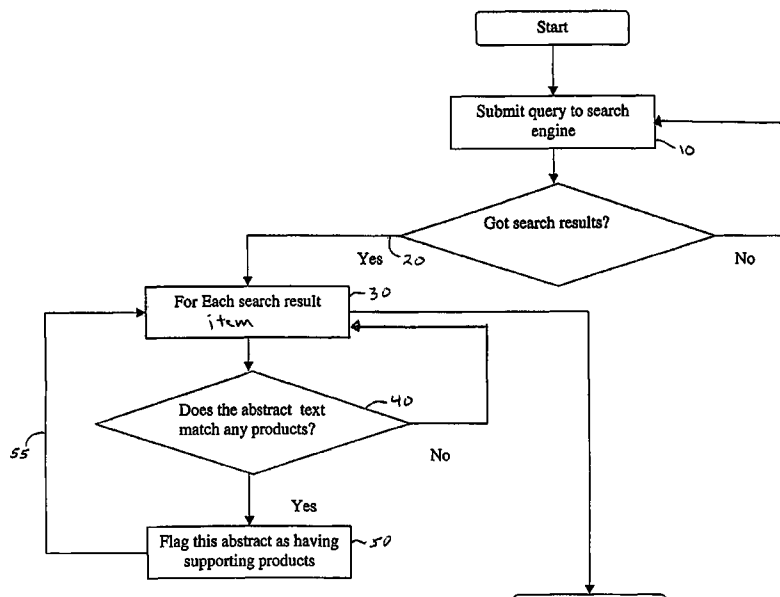 Start
Submit query to search
engine
10
Got search results?
Yes
20
No
30
For Each search result
item
Does the abstract text
match any products?
40
No
55
Yes
Flag this abstract as having
supporting products
50